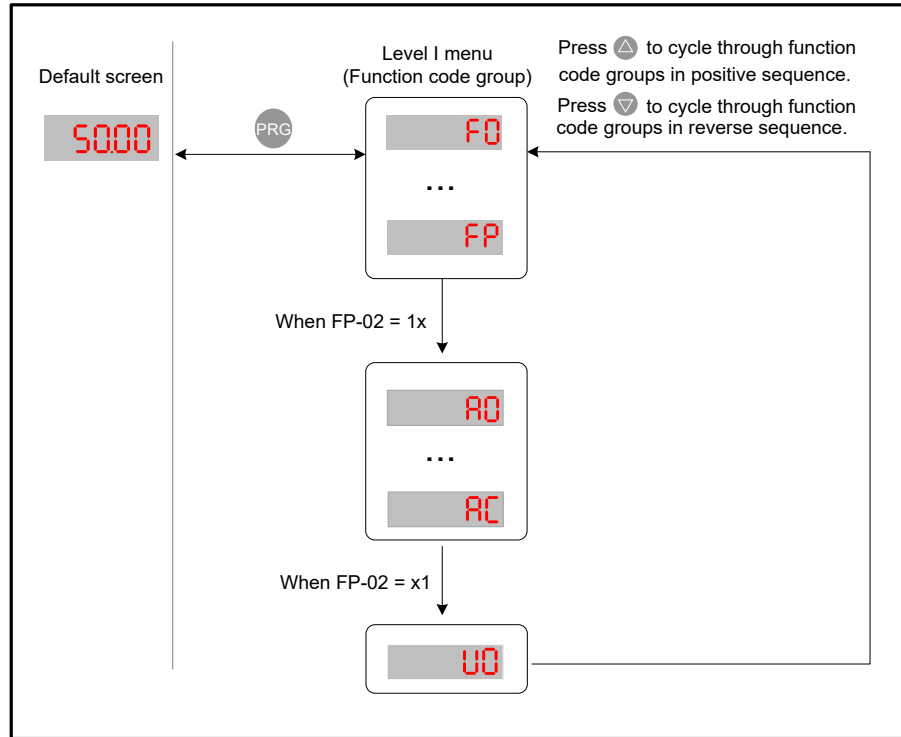 Default screen
50.00
PRG
Level I menu
(Function code group)
F0
...
FP
Press △ to cycle through function
code groups in positive sequence.
Press ▽ to cycle through function
code groups in reverse sequence.
When FP-02 = 1x
A0
...
AC
When FP-02 = x1
U0